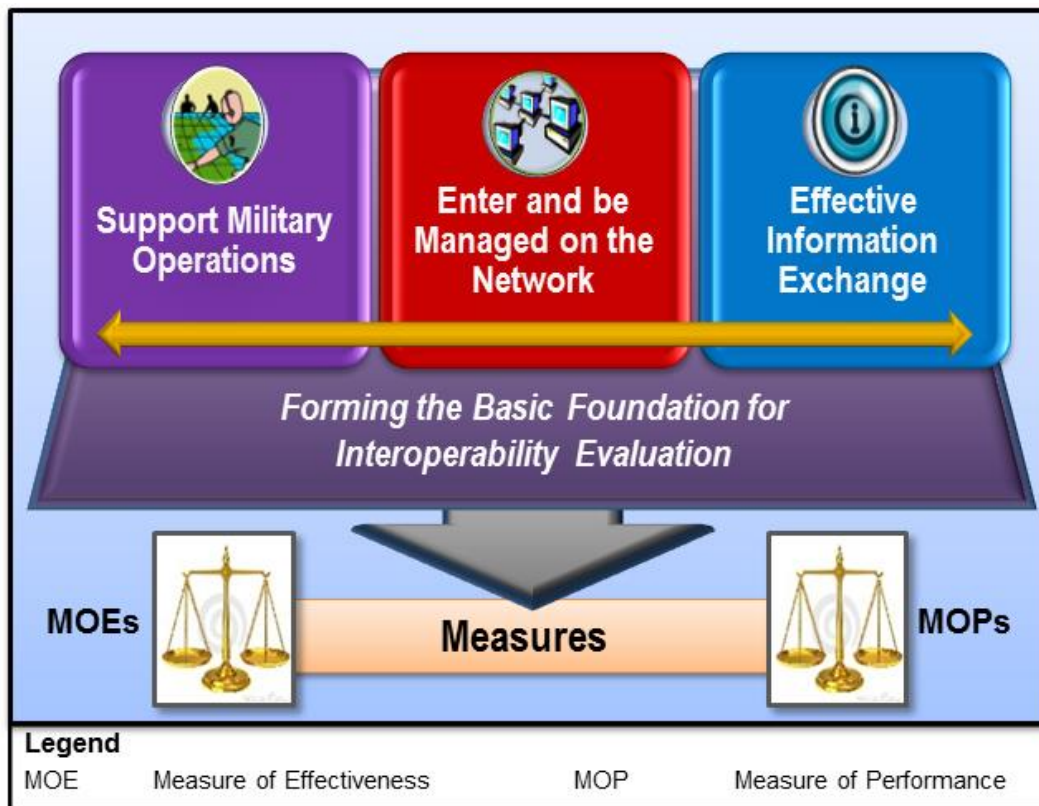 Support Military
Operations
Enter and be
Managed on the
Network
Effective
Information
Exchange
Forming the Basic Foundation for
Interoperability Evaluation
MOEs
Measures
MOPs
Legend
MOE Measure of Effectiveness MOP Measure of Performance